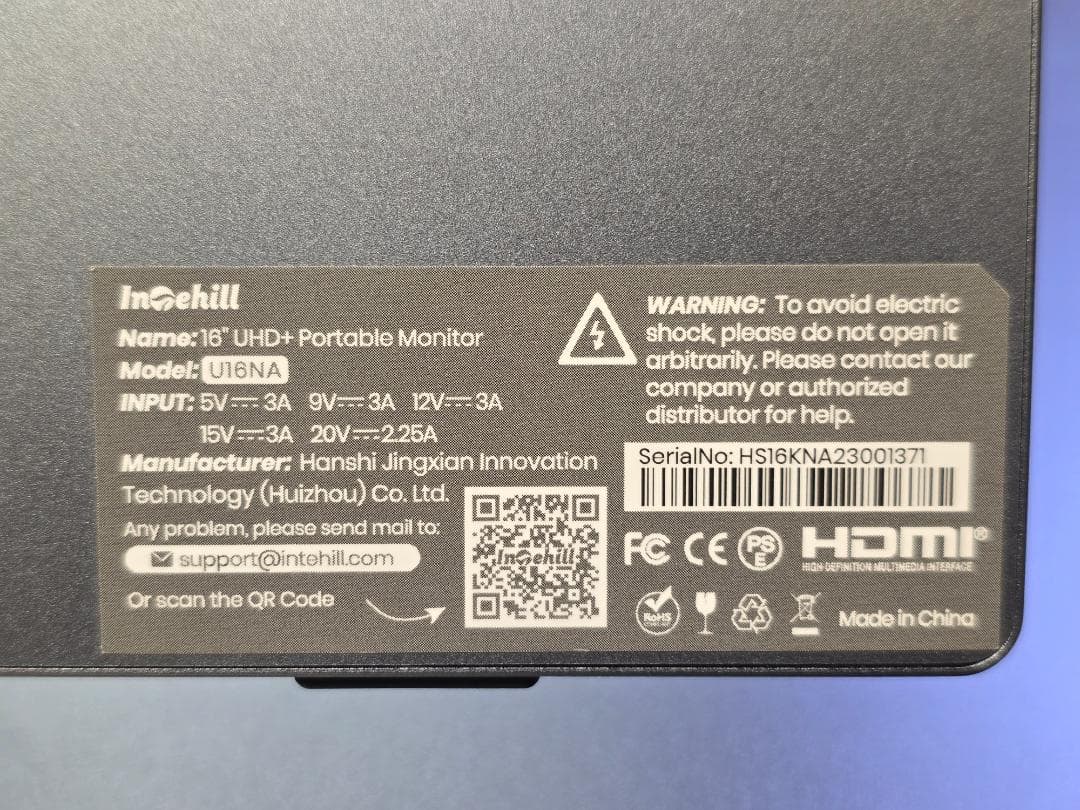 Intehill
Name: 16" UHD+ Portable Monitor
Model: U16NA
INPUT: 5V⎓3A 9V⎓3A 12V⎓3A
15V⎓3A 20V⎓2.25A
Manufacturer: Hanshi Jingxian Innovation
Technology (Huizhou) Co. Ltd.
Any problem, please send mail to:
support@intehill.com
Or scan the QR Code
Intehill
WARNING: To avoid electric
shock, please do not open it
arbitrarily. Please contact our
company or authorized
distributor for help.
SerialNo: HS16KNA23001371
FC CE PSE HDMI®
HIGH-DEFINITION MULTIMEDIA INTERFACE
RoHS
Made in China